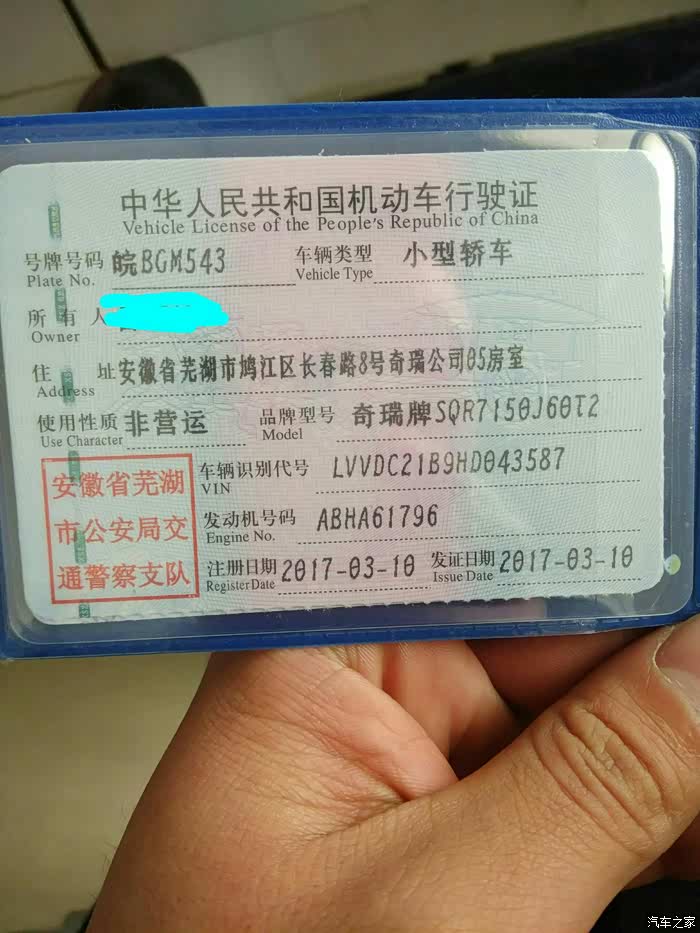 中华人民共和国机动车行驶证
Vehicle License of the People's Republic of China
号牌号码 皖BGM543 车辆类型 小型轿车
Plate No. Vehicle Type
所有人
Owner
住址 安徽省芜湖市鸠江区长春路8号奇瑞公司05房室
Address
使用性质 非营运 品牌型号 奇瑞牌SQR7150J60T2
Use Character Model
安徽省芜湖
市公安局交
通警察支队
车辆识别代号 LVVDC21B9HD043587
VIN
发动机号码 ABHA61796
Engine No.
注册日期 2017-03-10 发证日期 2017-03-10
Register Date Issue Date
汽车之家